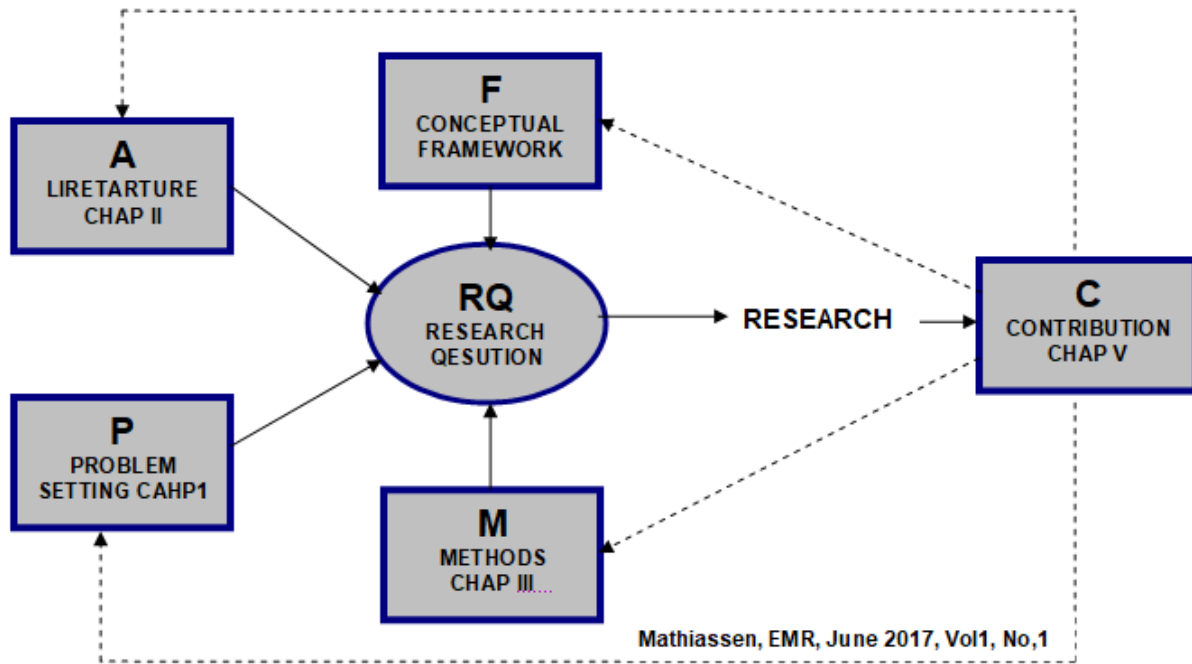 A
LIRETARTURE
CHAP II
F
CONCEPTUAL
FRAMEWORK
RQ
RESEARCH
QESUTION
RESEARCH
C
CONTRIBUTION
CHAP V
P
PROBLEM
SETTING CAHP1
M
METHODS
CHAP III
Mathiassen, EMR, June 2017, Vol1, No,1